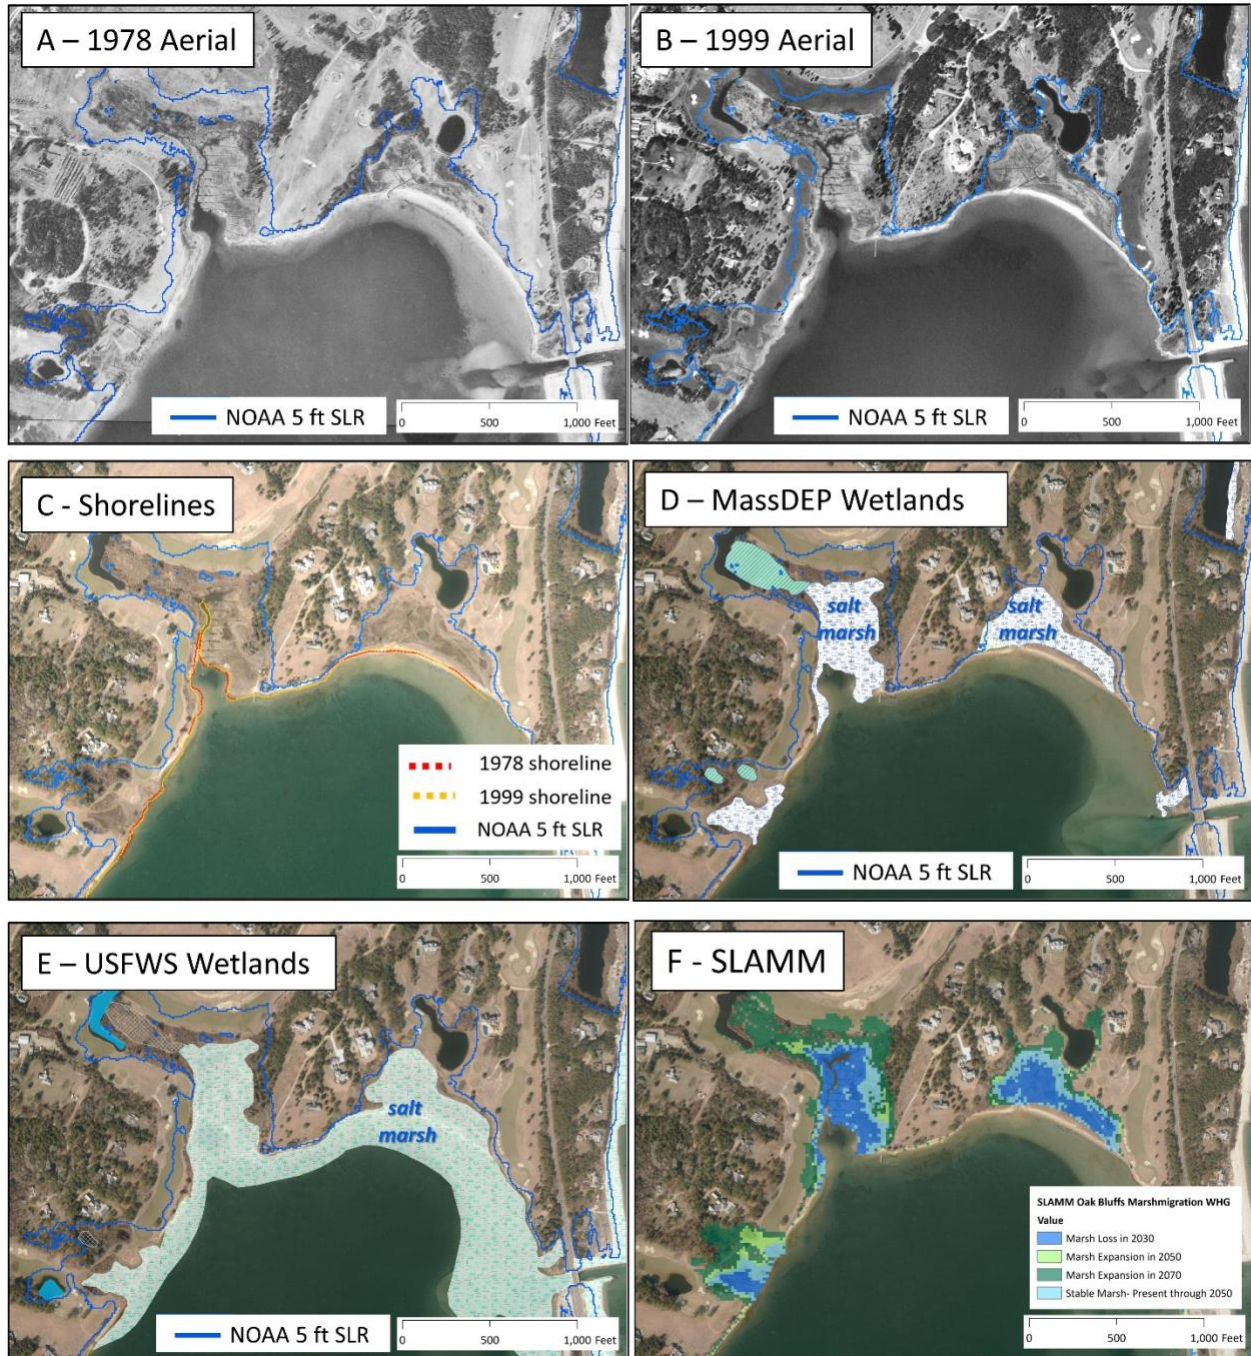 A – 1978 Aerial
NOAA 5 ft SLR
0 500 1,000 Feet
B – 1999 Aerial
NOAA 5 ft SLR
0 500 1,000 Feet
C - Shorelines
1978 shoreline
1999 shoreline
NOAA 5 ft SLR
0 500 1,000 Feet
D – MassDEP Wetlands
salt
marsh
salt
marsh
NOAA 5 ft SLR
0 500 1,000 Feet
E – USFWS Wetlands
salt
marsh
NOAA 5 ft SLR
0 500 1,000 Feet
F - SLAMM
SLAMM Oak Bluffs Marshmigration WHG
Value
Marsh Loss in 2030
Marsh Expansion in 2050
Marsh Expansion in 2070
Stable Marsh- Present through 2050
0 500 1,000 Feet